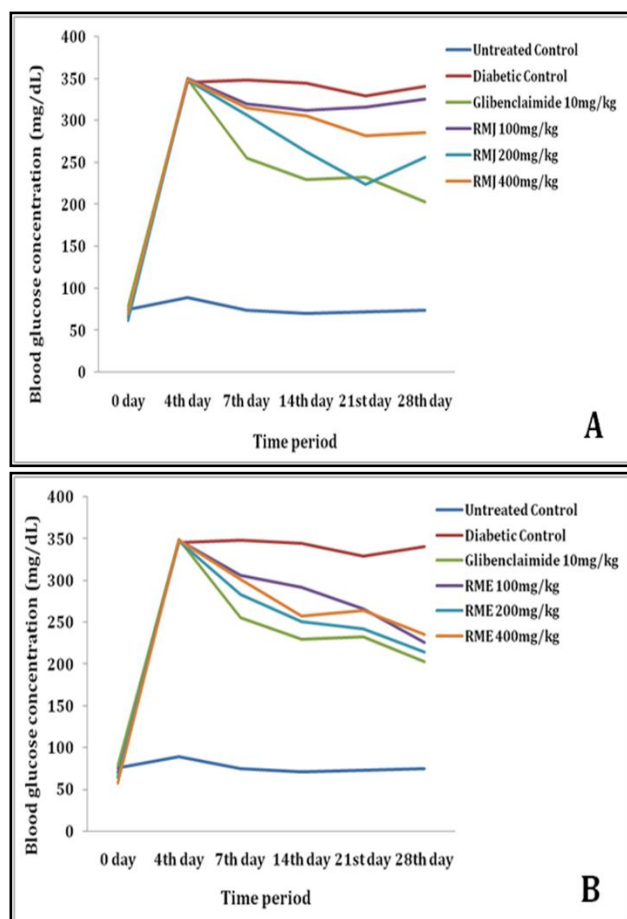 400
350
300
250
200
150
100
50
0
Blood glucose concentration (mg/dL)
Untreated Control
Diabetic Control
Glibenclaimide 10mg/kg
RMJ 100mg/kg
RMJ 200mg/kg
RMJ 400mg/kg
0 day 4th day 7th day 14th day 21st day 28th day
Time period
A
400
350
300
250
200
150
100
50
0
Blood glucose concentration (mg/dL)
Untreated Control
Diabetic Control
Glibenclaimide 10mg/kg
RME 100mg/kg
RME 200mg/kg
RME 400mg/kg
0 day 4th day 7th day 14th day 21st day 28th day
Time period
B